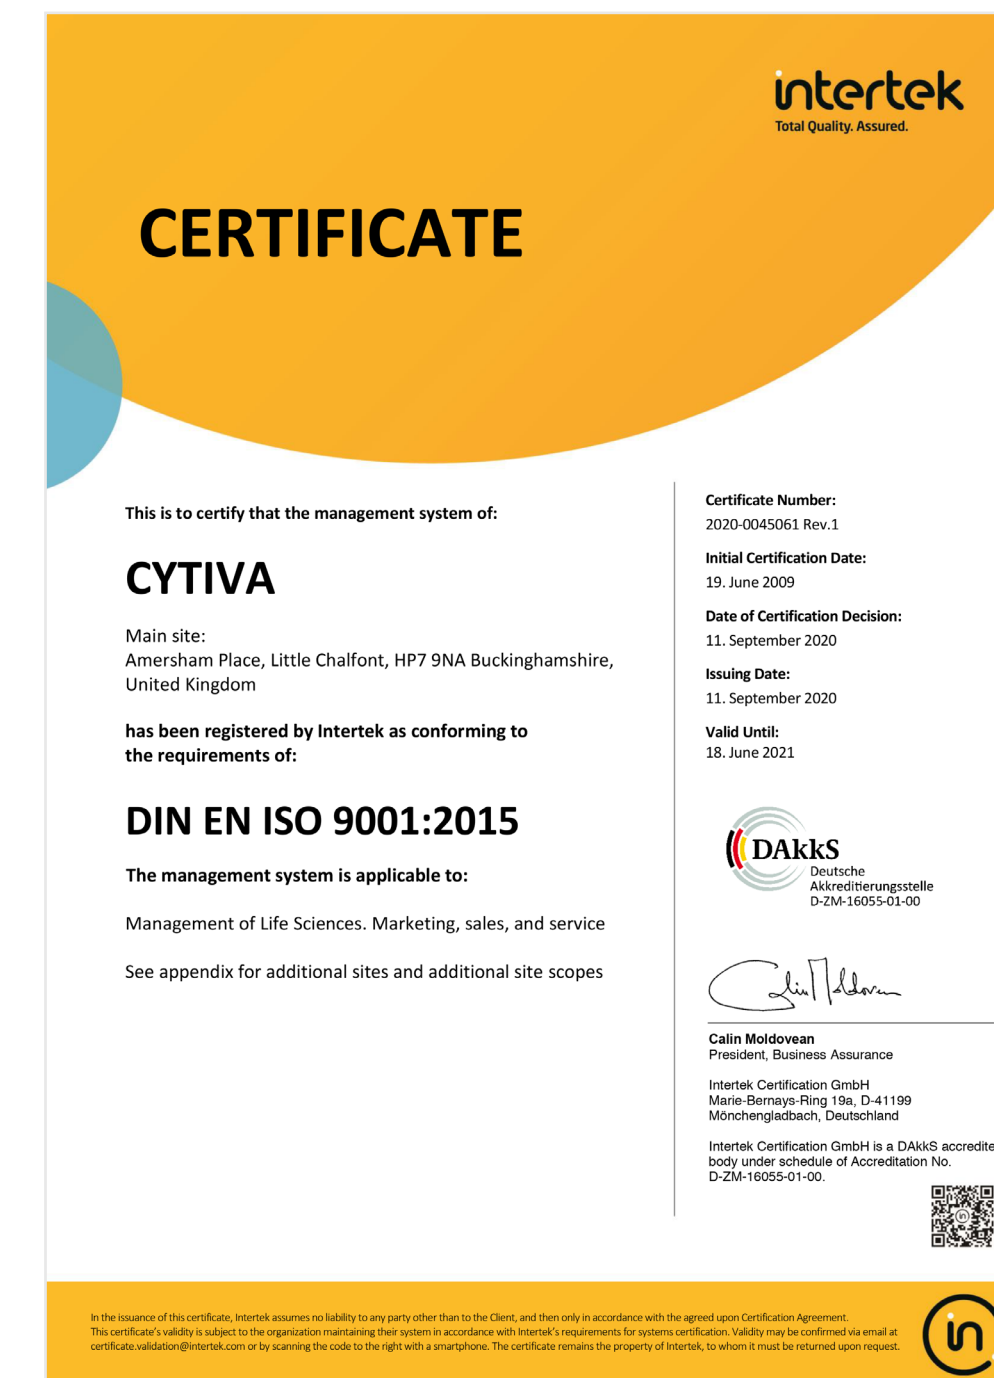 intertek
Total Quality. Assured.
CERTIFICATE
This is to certify that the management system of:
CYTIVA
Main site:
Amersham Place, Little Chalfont, HP7 9NA Buckinghamshire,
United Kingdom
has been registered by Intertek as conforming to
the requirements of:
DIN EN ISO 9001:2015
The management system is applicable to:
Management of Life Sciences. Marketing, sales, and service
See appendix for additional sites and additional site scopes
Certificate Number:
2020-0045061 Rev.1
Initial Certification Date:
19. June 2009
Date of Certification Decision:
11. September 2020
Issuing Date:
11. September 2020
Valid Until:
18. June 2021
DAkkS
Deutsche
Akkreditierungsstelle
D-ZM-16055-01-00
Calin Moldovean
Calin Moldovean
President, Business Assurance
Intertek Certification GmbH
Marie-Bernays-Ring 19a, D-41199
Mönchengladbach, Deutschland
Intertek Certification GmbH is a DAkkS accredite
body under schedule of Accreditation No.
D-ZM-16055-01-00.
in
In the issuance of this certificate, Intertek assumes no liability to any party other than to the Client, and then only in accordance with the agreed upon Certification Agreement.
This certificate's validity is subject to the organization maintaining their system in accordance with Intertek's requirements for systems certification. Validity may be confirmed via email at
certificate.validation@intertek.com or by scanning the code to the right with a smartphone. The certificate remains the property of Intertek, to whom it must be returned upon request.
in